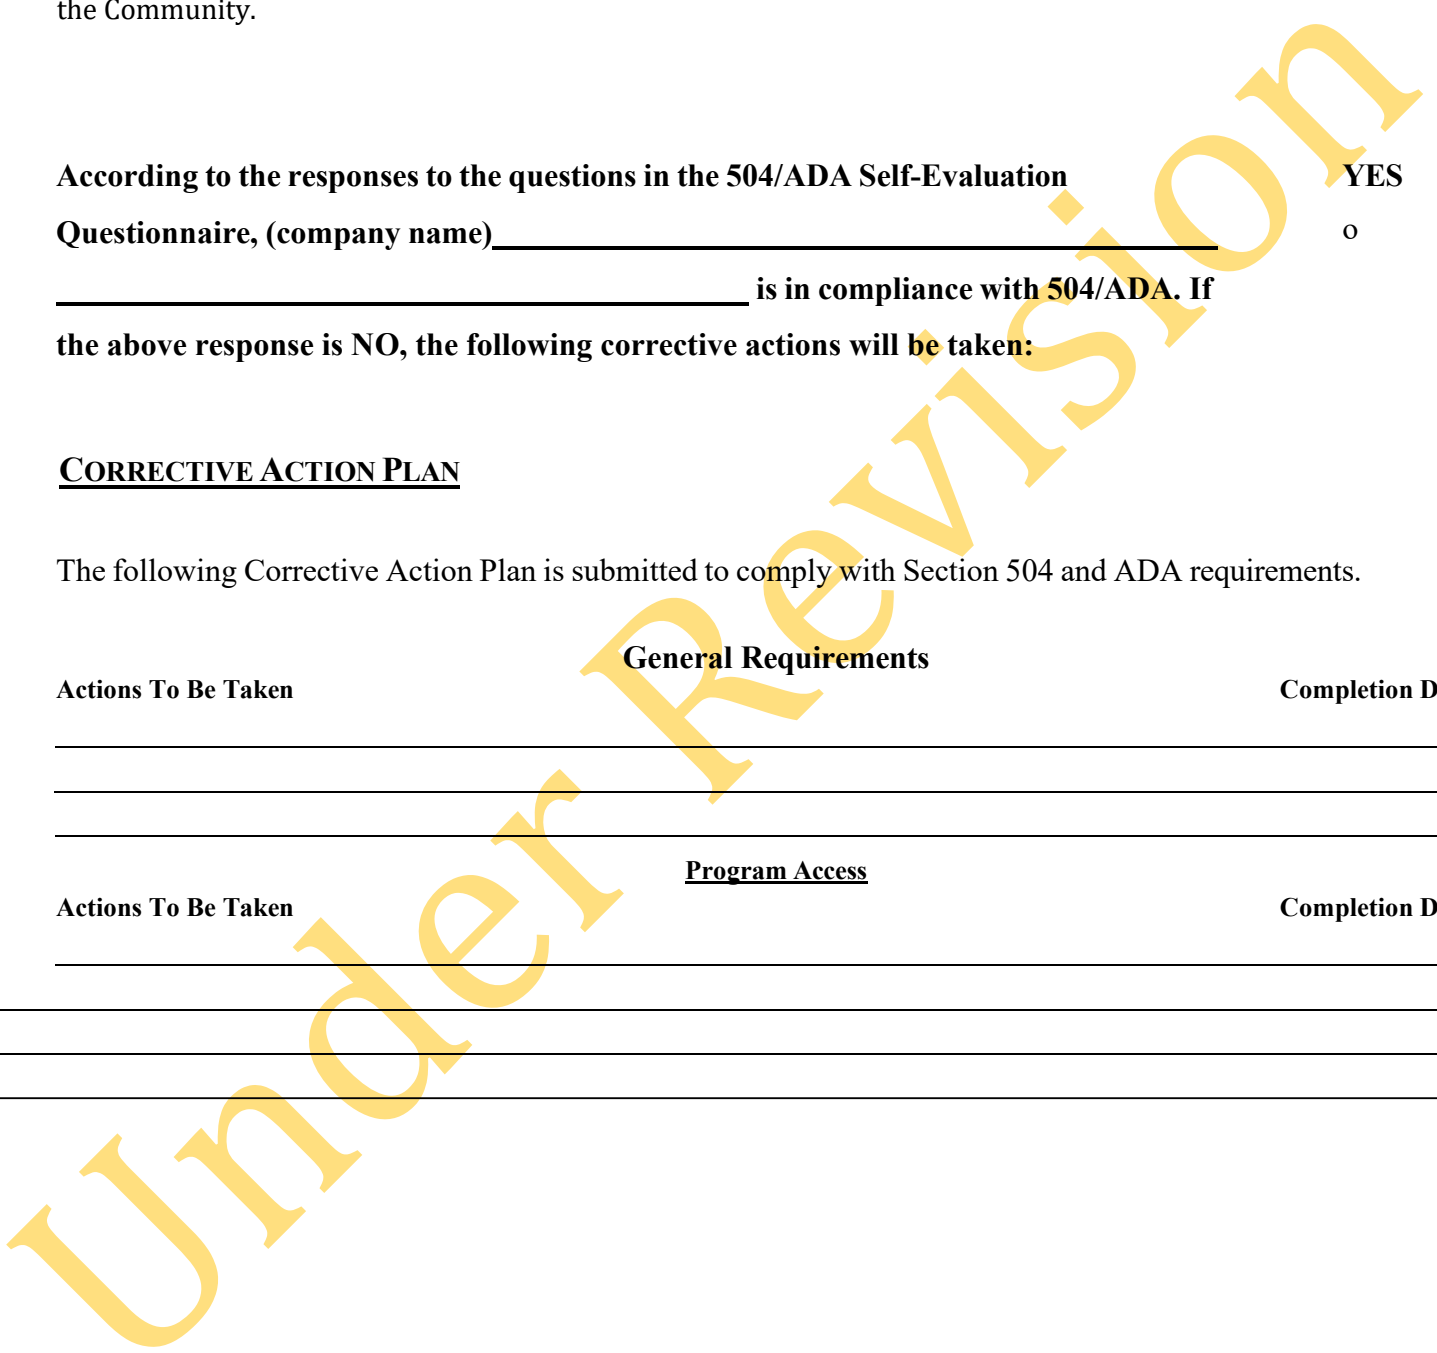 the Community.
According to the responses to the questions in the 504/ADA Self-Evaluation YES
Questionnaire, (company name) o
is in compliance with 504/ADA. If
the above response is NO, the following corrective actions will be taken:
CORRECTIVE ACTION PLAN
The following Corrective Action Plan is submitted to comply with Section 504 and ADA requirements.
General Requirements
Actions To Be Taken Completion D
Program Access
Actions To Be Taken Completion D
Under Revision